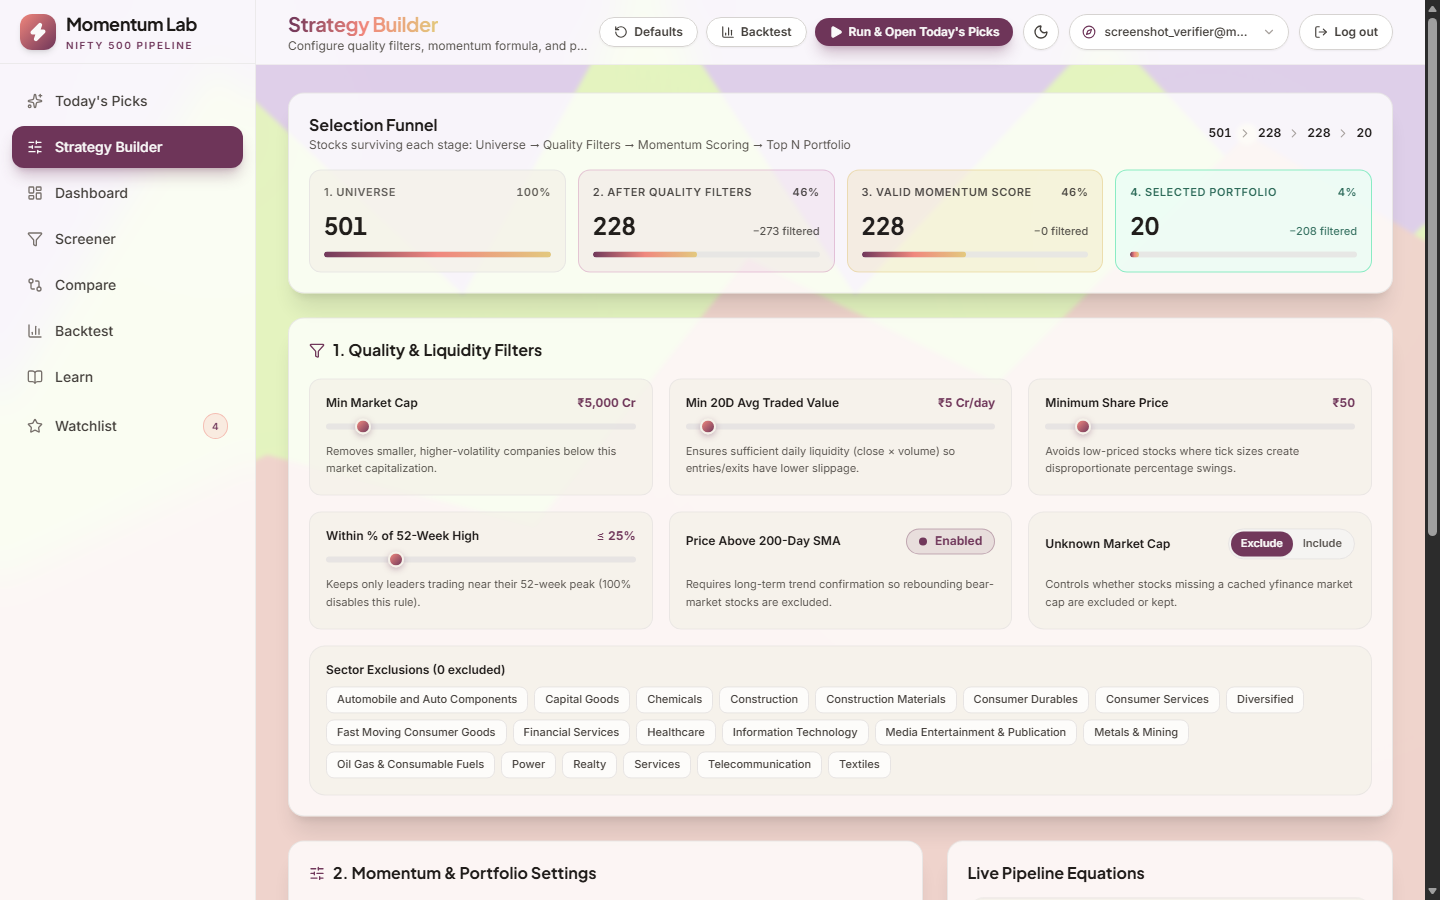 Momentum Lab
NIFTY 500 PIPELINE
Today's Picks
Strategy Builder
Dashboard
Screener
Compare
Backtest
Learn
Watchlist 4
Strategy Builder
Configure quality filters, momentum formula, and p...
Defaults
Backtest
Run & Open Today's Picks
screenshot_verifier@m...
Log out
Selection Funnel
Stocks surviving each stage: Universe → Quality Filters → Momentum Scoring → Top N Portfolio
501 > 228 > 228 > 20
1. UNIVERSE 100%
501
2. AFTER QUALITY FILTERS 46%
228 −273 filtered
3. VALID MOMENTUM SCORE 46%
228 −0 filtered
4. SELECTED PORTFOLIO 4%
20 −208 filtered
1. Quality & Liquidity Filters
Min Market Cap ₹5,000 Cr
Removes smaller, higher-volatility companies below this
market capitalization.
Min 20D Avg Traded Value ₹5 Cr/day
Ensures sufficient daily liquidity (close × volume) so
entries/exits have lower slippage.
Minimum Share Price ₹50
Avoids low-priced stocks where tick sizes create
disproportionate percentage swings.
Within % of 52-Week High ≤ 25%
Keeps only leaders trading near their 52-week peak (100%
disables this rule).
Price Above 200-Day SMA Enabled
Requires long-term trend confirmation so rebounding bear-
market stocks are excluded.
Unknown Market Cap Exclude Include
Controls whether stocks missing a cached yfinance market
cap are excluded or kept.
Sector Exclusions (0 excluded)
Automobile and Auto Components Capital Goods Chemicals Construction Construction Materials Consumer Durables Consumer Services Diversified
Fast Moving Consumer Goods Financial Services Healthcare Information Technology Media Entertainment & Publication Metals & Mining
Oil Gas & Consumable Fuels Power Realty Services Telecommunication Textiles
2. Momentum & Portfolio Settings
Live Pipeline Equations